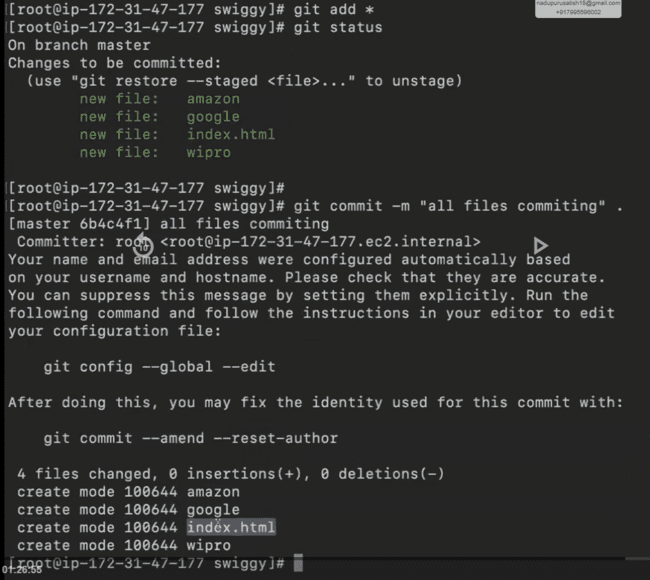 [root@ip-172-31-47-177 swiggy]# git add *
nadupurusatish18@gmail.com
+917995596002
[root@ip-172-31-47-177 swiggy]# git status
On branch master
Changes to be committed:
  (use "git restore --staged <file>..." to unstage)
        new file:   amazon
        new file:   google
        new file:   index.html
        new file:   wipro
[root@ip-172-31-47-177 swiggy]#
[root@ip-172-31-47-177 swiggy]# git commit -m "all files commiting" .
[master 6b4c4f1] all files commiting
 Committer: root <root@ip-172-31-47-177.ec2.internal>
10
Your name and email address were configured automatically based
on your username and hostname. Please check that they are accurate.
You can suppress this message by setting them explicitly. Run the
following command and follow the instructions in your editor to edit
your configuration file:
    git config --global --edit
After doing this, you may fix the identity used for this commit with:
    git commit --amend --reset-author
 4 files changed, 0 insertions(+), 0 deletions(-)
 create mode 100644 amazon
 create mode 100644 google
 create mode 100644 index.html
 create mode 100644 wipro
[root@ip-172-31-47-177 swiggy]#
01:26:55